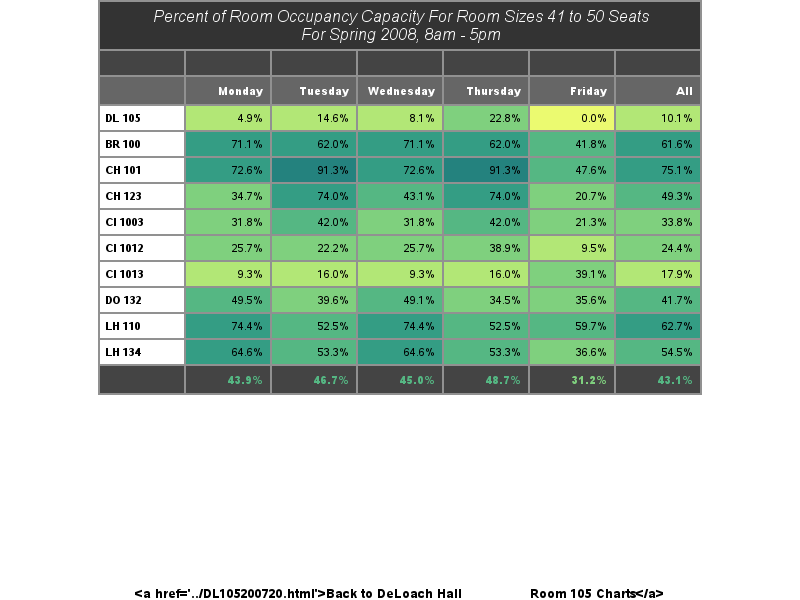 Percent of Room Occupancy Capacity For Room Sizes 41 to 50 Seats
For Spring 2008, 8am - 5pm
Monday Tuesday Wednesday Thursday Friday All
DL 105 4.9% 14.6% 8.1% 22.8% 0.0% 10.1%
BR 100 71.1% 62.0% 71.1% 62.0% 41.8% 61.6%
CH 101 72.6% 91.3% 72.6% 91.3% 47.6% 75.1%
CH 123 34.7% 74.0% 43.1% 74.0% 20.7% 49.3%
CI 1003 31.8% 42.0% 31.8% 42.0% 21.3% 33.8%
CI 1012 25.7% 22.2% 25.7% 38.9% 9.5% 24.4%
CI 1013 9.3% 16.0% 9.3% 16.0% 39.1% 17.9%
DO 132 49.5% 39.6% 49.1% 34.5% 35.6% 41.7%
LH 110 74.4% 52.5% 74.4% 52.5% 59.7% 62.7%
LH 134 64.6% 53.3% 64.6% 53.3% 36.6% 54.5%
43.9% 46.7% 45.0% 48.7% 31.2% 43.1%
<a href='../DL105200720.html'>Back to DeLoach Hall Room 105 Charts</a>